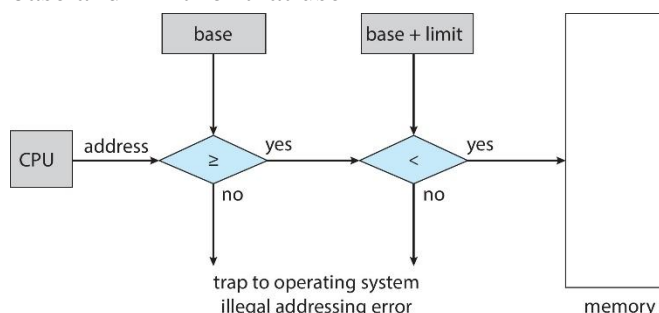 base
base + limit
CPU
address
≥
yes
<
yes
no
no
trap to operating system
illegal addressing error
memory